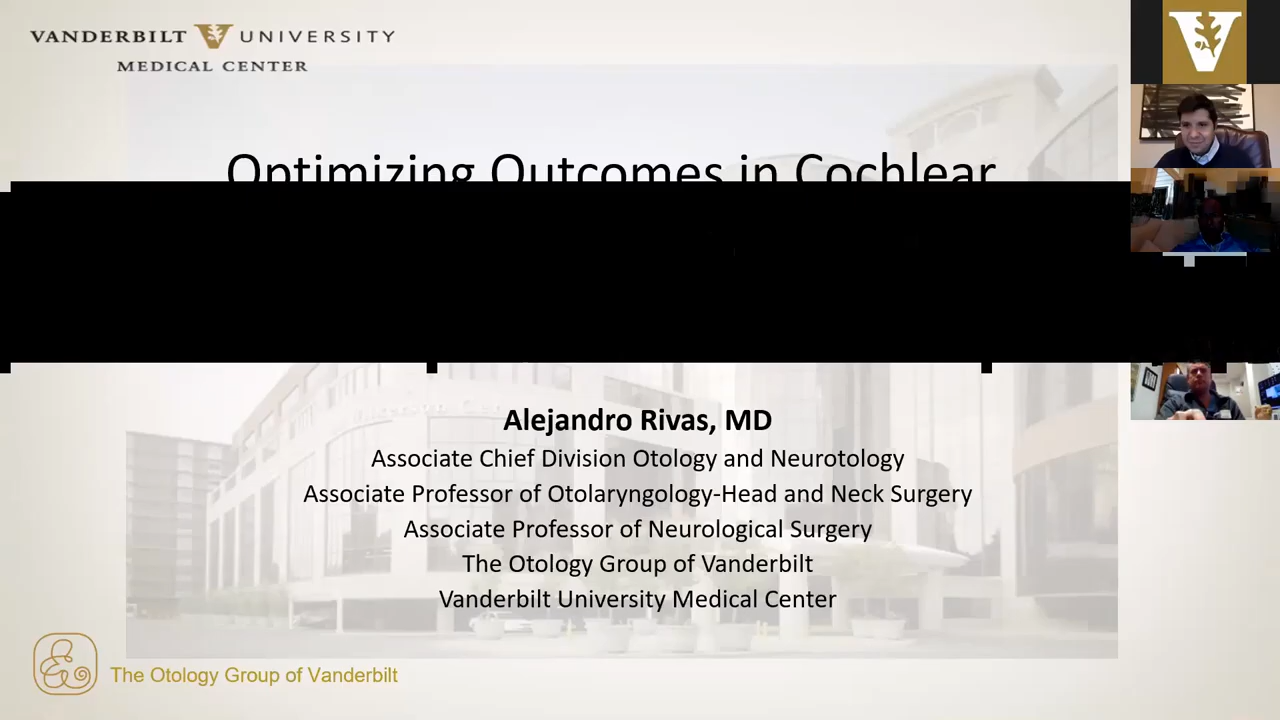 VANDERBILT UNIVERSITY
MEDICAL CENTER
Optimizing Outcomes in Cochlear
Alejandro Rivas, MD
Associate Chief Division Otology and Neurotology
Associate Professor of Otolaryngology-Head and Neck Surgery
Associate Professor of Neurological Surgery
The Otology Group of Vanderbilt
Vanderbilt University Medical Center
The Otology Group of Vanderbilt